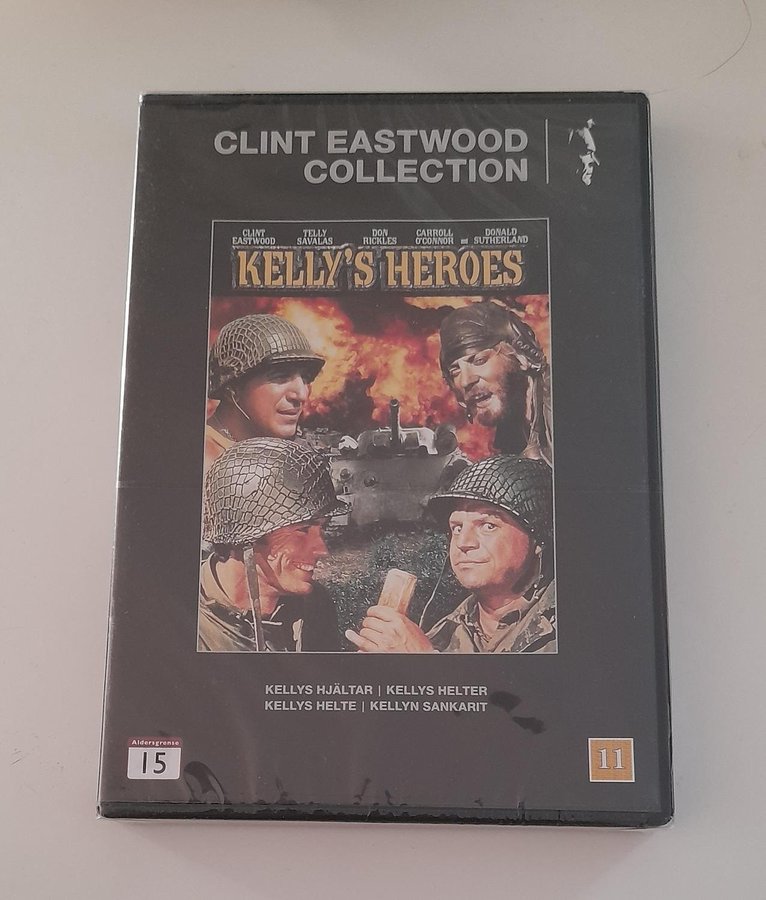 CLINT EASTWOOD
COLLECTION
CLINT EASTWOOD TELLY SAVALAS DON RICKLES CARROLL O'CONNOR AND DONALD SUTHERLAND
KELLY'S HEROES
KELLYS HJÄLTAR | KELLYS HELTER
KELLYS HELTE | KELLYN SANKARIT
Aldersgrense
15
11